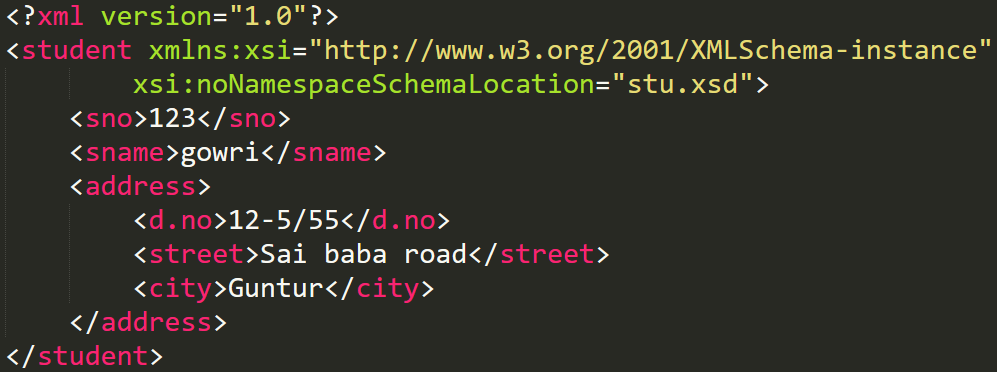 <?xml version="1.0"?>
<student xmlns:xsi="http://www.w3.org/2001/XMLSchema-instance"
        xsi:noNamespaceSchemaLocation="stu.xsd">
    <sno>123</sno>
    <sname>gowri</sname>
    <address>
        <d.no>12-5/55</d.no>
        <street>Sai baba road</street>
        <city>Guntur</city>
    </address>
</student>